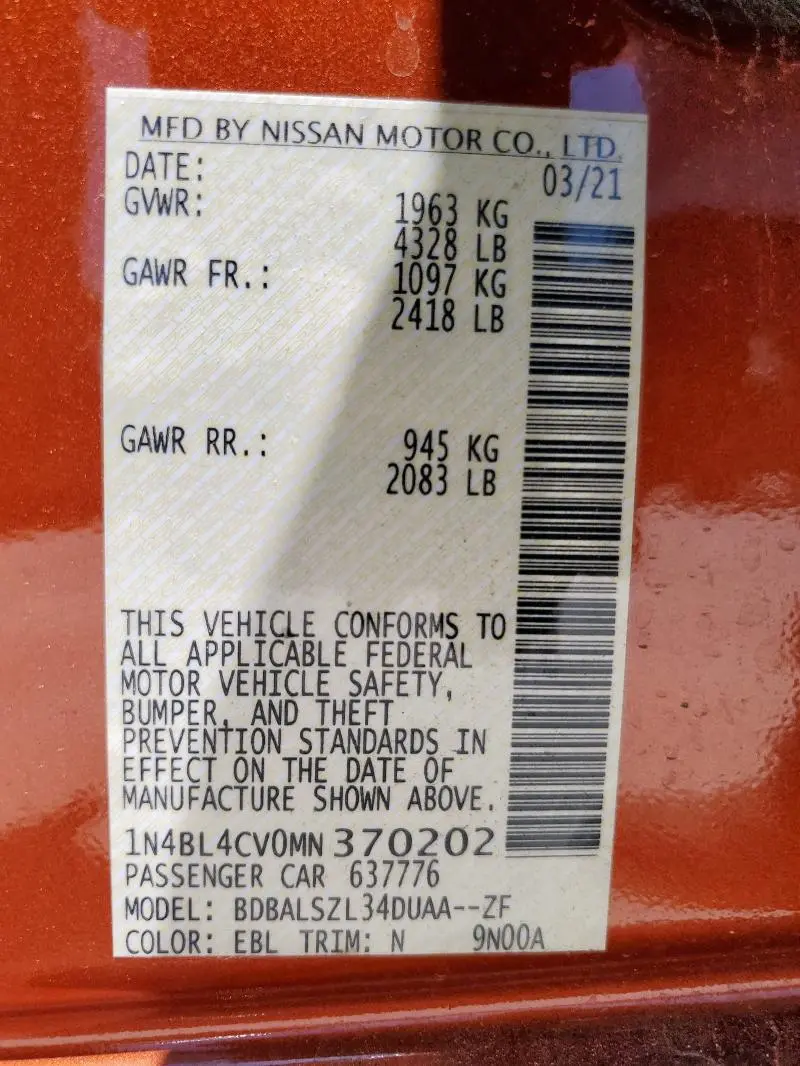 MFD BY NISSAN MOTOR CO., LTD.
DATE: 03/21
GVWR: 1963 KG
4328 LB
GAWR FR.: 1097 KG
2418 LB
GAWR RR.: 945 KG
2083 LB
THIS VEHICLE CONFORMS TO
ALL APPLICABLE FEDERAL
MOTOR VEHICLE SAFETY,
BUMPER, AND THEFT
PREVENTION STANDARDS IN
EFFECT ON THE DATE OF
MANUFACTURE SHOWN ABOVE.
1N4BL4CV0MN 370202
PASSENGER CAR 637776
MODEL: BDBALSZL34DUAA--ZF
COLOR: EBL TRIM: N 9N00A